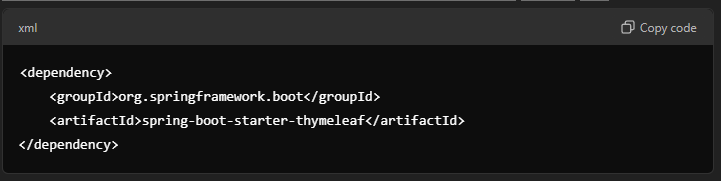 xml
Copy code
<dependency>
    <groupId>org.springframework.boot</groupId>
    <artifactId>spring-boot-starter-thymeleaf</artifactId>
</dependency>